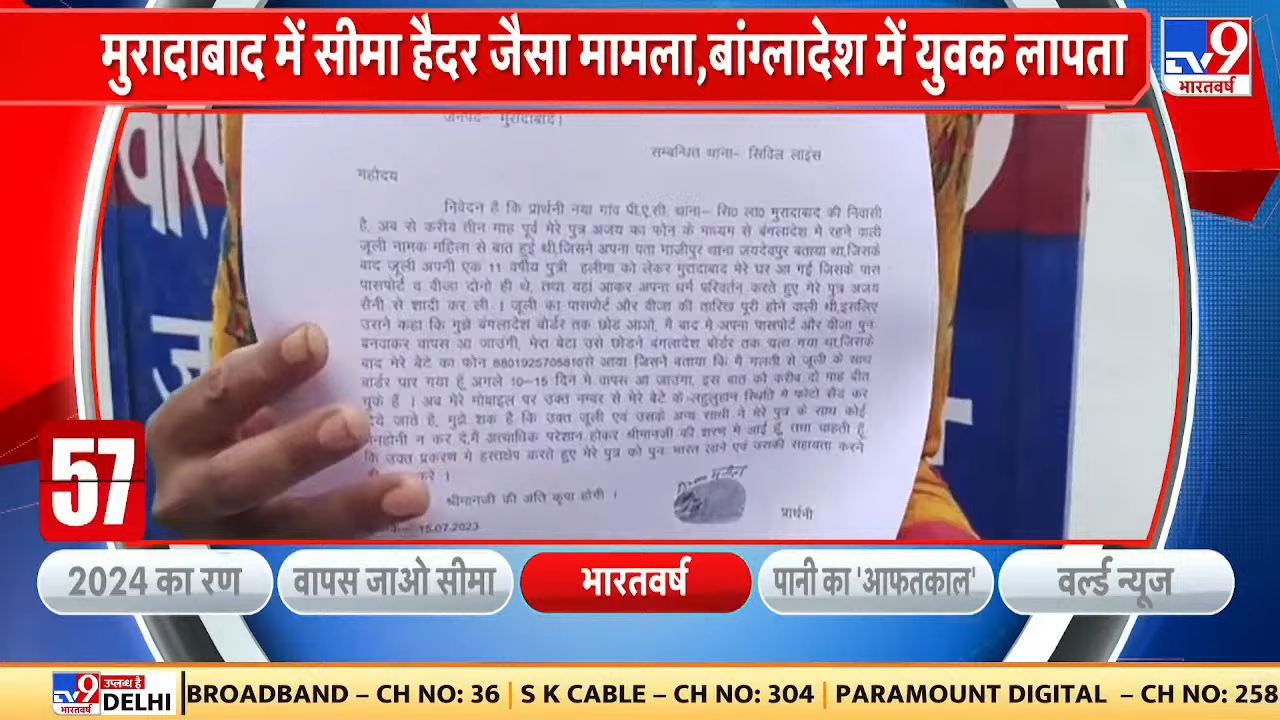 मुरादाबाद में सीमा हैदर जैसा मामला,बांग्लादेश में युवक लापता
TV9
भारतवर्ष
जनपद- मुरादाबाद।
सम्बन्धित थाना- सिविल लाइंस
महोदय
निवेदन है कि प्रार्थनी नया गांव पी.ए.सी. थाना- सि0 ला0 मुरादाबाद की निवासी
है, अब से करीब तीन पूर्व मेरे पुत्र अजय का फोन के माध्यम से बंगलादेश मे रहने वाली
जूली नामक महिला से हुई थी,जिसने अपना पता गाजीपुर थाना जयदेवपुर बताया था,जिसके
बाद जूली अपनी एक 11 वर्षीय पुत्री हलीमा को लेकर मुरादाबाद मेरे घर आ गई जिसके पास
पासपोर्ट व वीजा दोनो ही थे, तथा यहां आकर अपना धर्म परिवर्तन करते हुए मेरे पुत्र अजय
सैनी से शादी कर ली । जूली का पासपोर्ट और वीजा की तारिख पूरी होने वाली थी,इसलिए
उसने कहा कि मुझे बंगलादेश बोर्डर तक छोड आओ, मै बाद मे अपना पासपोर्ट और वीजा पुनः
बनवाकर वापस आ जाउंगी, मेरा बेटा उसे छोडने बंगलादेश बोर्डर तक चला गया था,जिसके
बाद मेरे बेटे का फोन 8801925705810से आया जिसने बताया कि मै गलती से जूली के साथ
बार्डर पार गया हूँ अगले 10-15 दिन मे वापस आ जाउंगा, इस बात को करीब दो माह बीत
चुके हैं । अब मेरे मोबाइल पर उक्त नम्बर से मेरे बेटे के लहुलुहान स्थिति मे फोटो सैंड कर
दिये जाते है, मुझे शक है कि उक्त जूली एवं उसके अन्य साथी ने मेरे पुत्र के साथ कोई
नहोनी न कर दे,मैं अत्याधिक परेशान होकर श्रीमानजी की शरण मे आई हूँ तथा चाहती हूँ
कि उक्त प्रकरण मे हस्तक्षेप करते हुए मेरे पुत्र को पुनः भारत लाने एवं उसकी सहायता करने
करें ।
श्रीमानजी की अति कृपा होगी ।
प्रार्थनी
15.07.2023
57
2024 का रण
वापस जाओ सीमा
भारतवर्ष
पानी का 'आफतकाल'
वर्ल्ड न्यूज
TV9
भारतवर्ष
उपलब्ध है
DELHI
BROADBAND – CH NO: 36 | S K CABLE – CH NO: 304 | PARAMOUNT DIGITAL – CH NO: 258